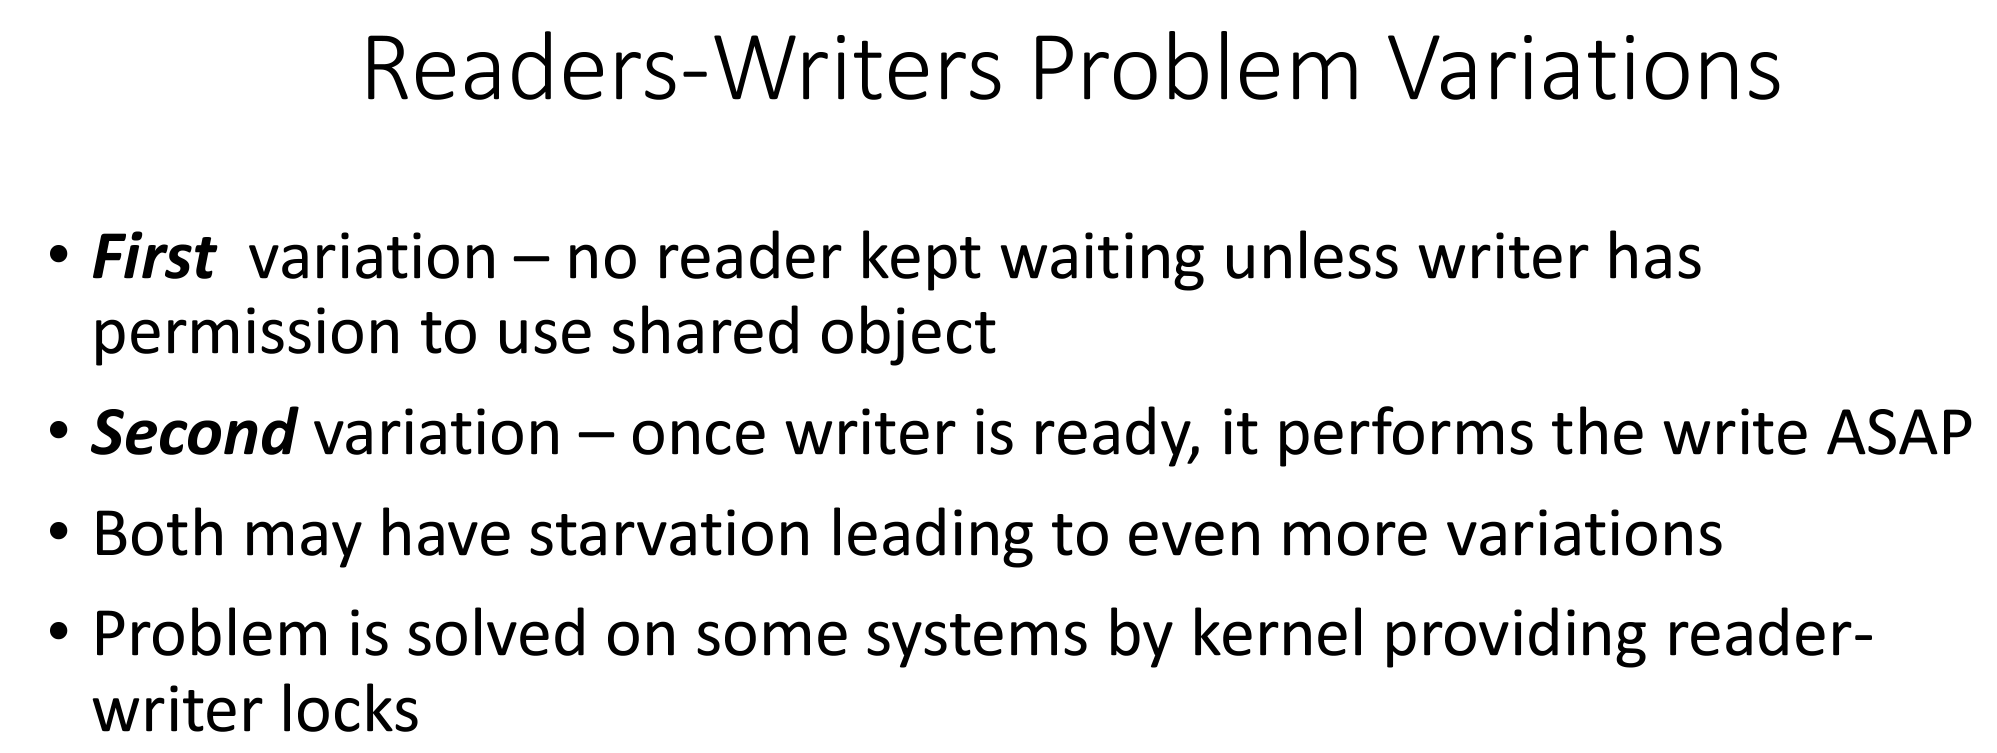 Readers-Writers Problem Variations
• First variation – no reader kept waiting unless writer has
permission to use shared object
• Second variation – once writer is ready, it performs the write ASAP
• Both may have starvation leading to even more variations
• Problem is solved on some systems by kernel providing reader-
writer locks